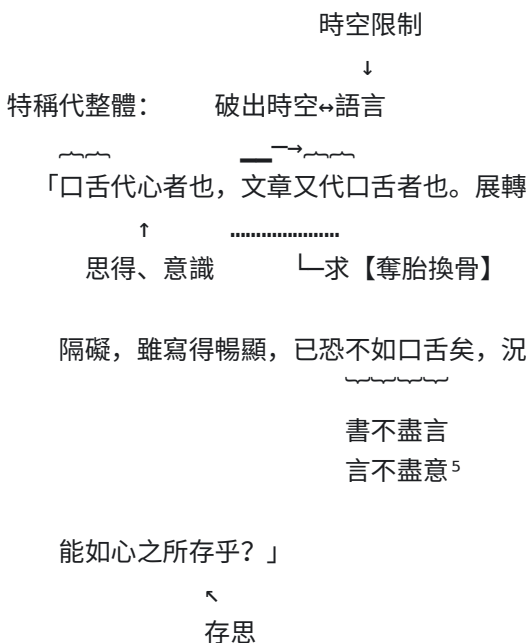 時空限制
↓
特稱代整體： 破出時空↔語言
「口舌代心者也，文章又代口舌者也。展轉
↑ …………………
思得、意識 └─求【奪胎換骨】
隔礙，雖寫得暢顯，已恐不如口舌矣，況
書不盡言
言不盡意⁵
能如心之所存乎？」
↖
存思